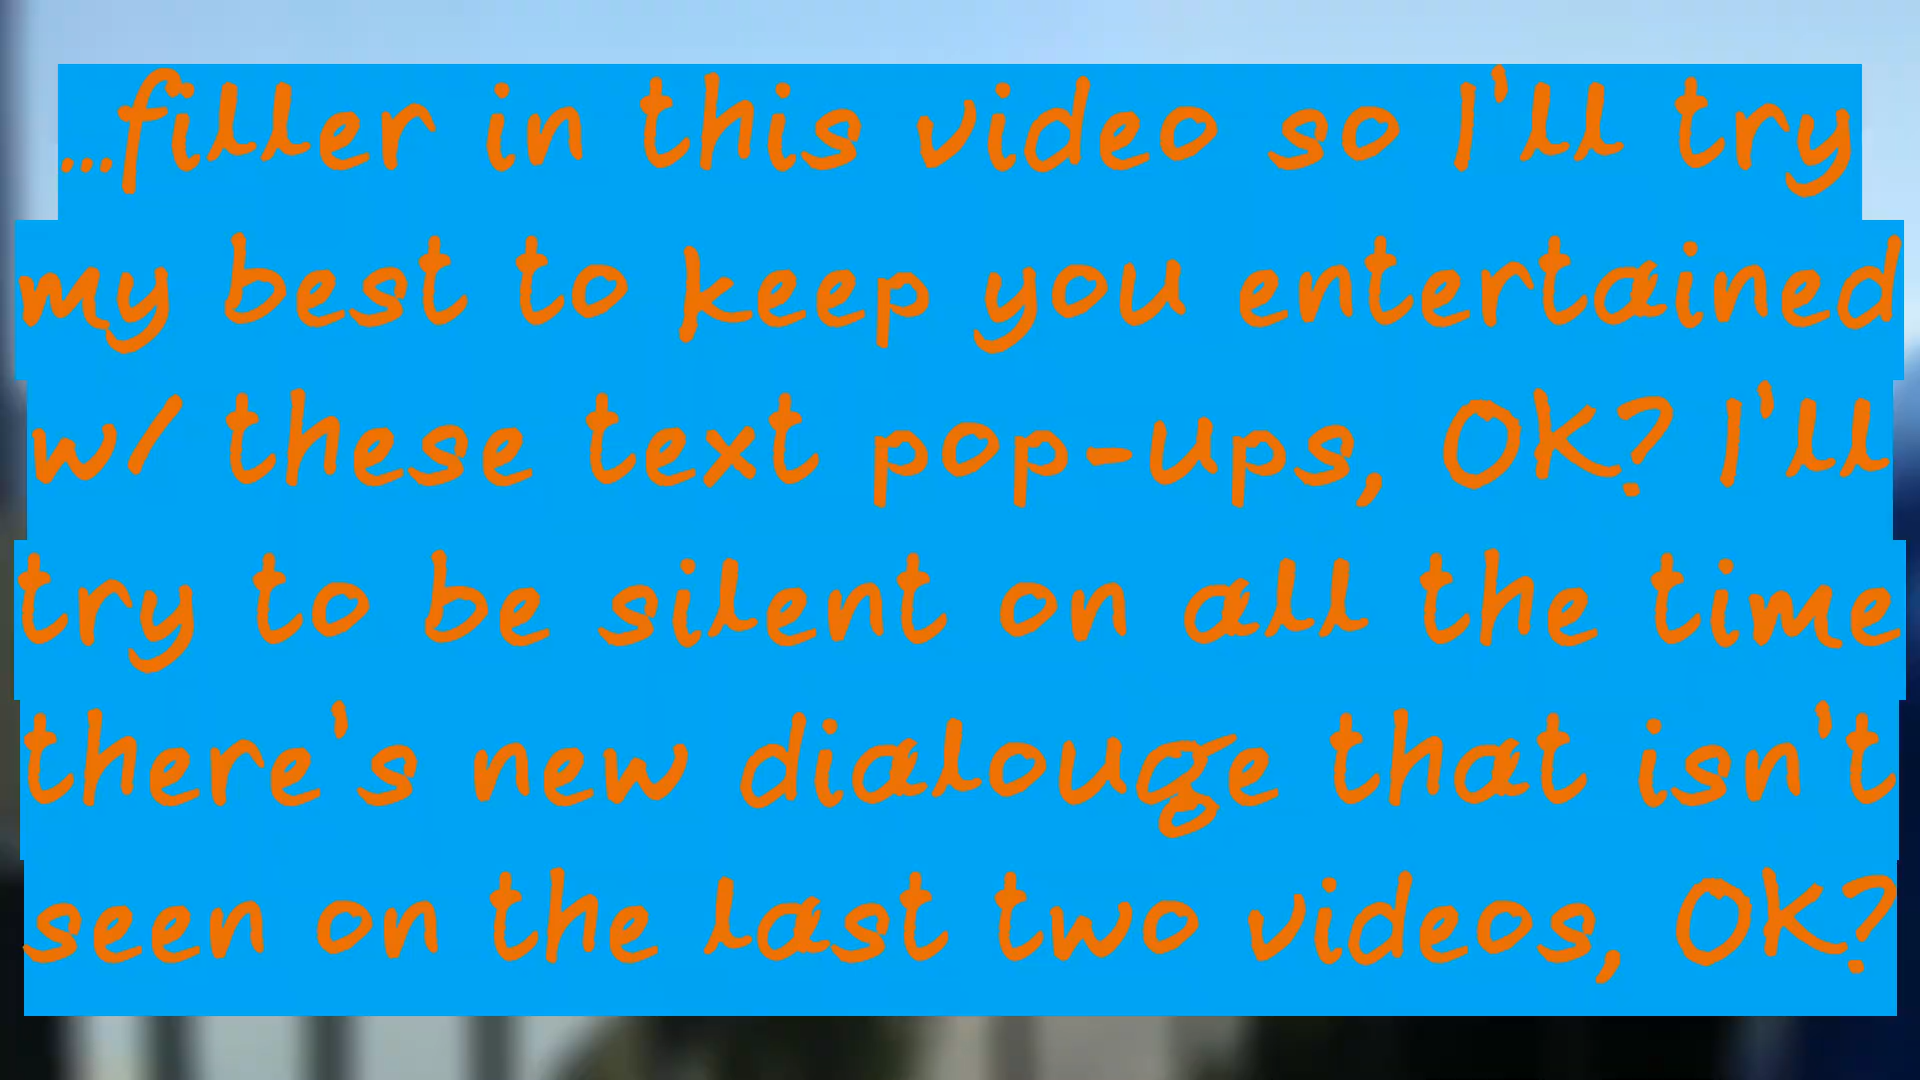 ...filler in this video so I'll try
my best to keep you entertained
w/ these text pop-ups, OK? I'll
try to be silent on all the time
there's new dialouge that isn't
seen on the last two videos, OK?